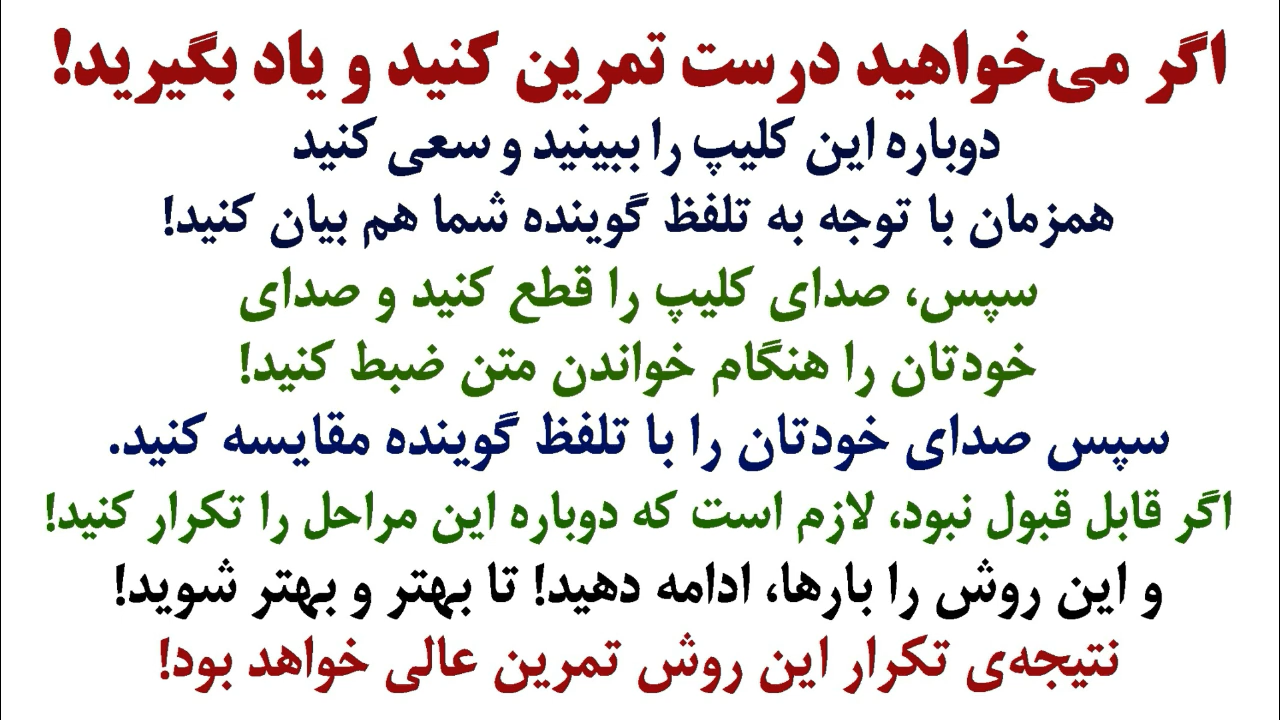 اگر می‌خواهید درست تمرین کنید و یاد بگیرید!
دوباره این کلیپ را ببینید و سعی کنید
همزمان با توجه به تلفظ گوینده شما هم بیان کنید!
سپس، صدای کلیپ را قطع کنید و صدای
خودتان را هنگام خواندن متن ضبط کنید!
سپس صدای خودتان را با تلفظ گوینده مقایسه کنید.
اگر قابل قبول نبود، لازم است که دوباره این مراحل را تکرار کنید!
و این روش را بارها، ادامه دهید! تا بهتر و بهتر شوید!
نتیجه‌ی تکرار این روش تمرین عالی خواهد بود!